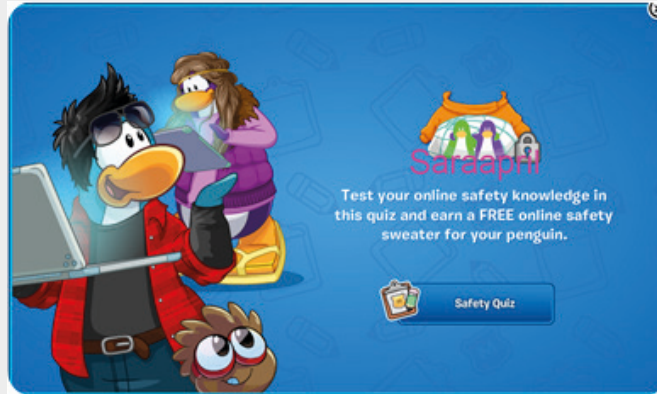 Saraapril
Test your online safety knowledge in
this quiz and earn a FREE online safety
sweater for your penguin.
Safety Quiz